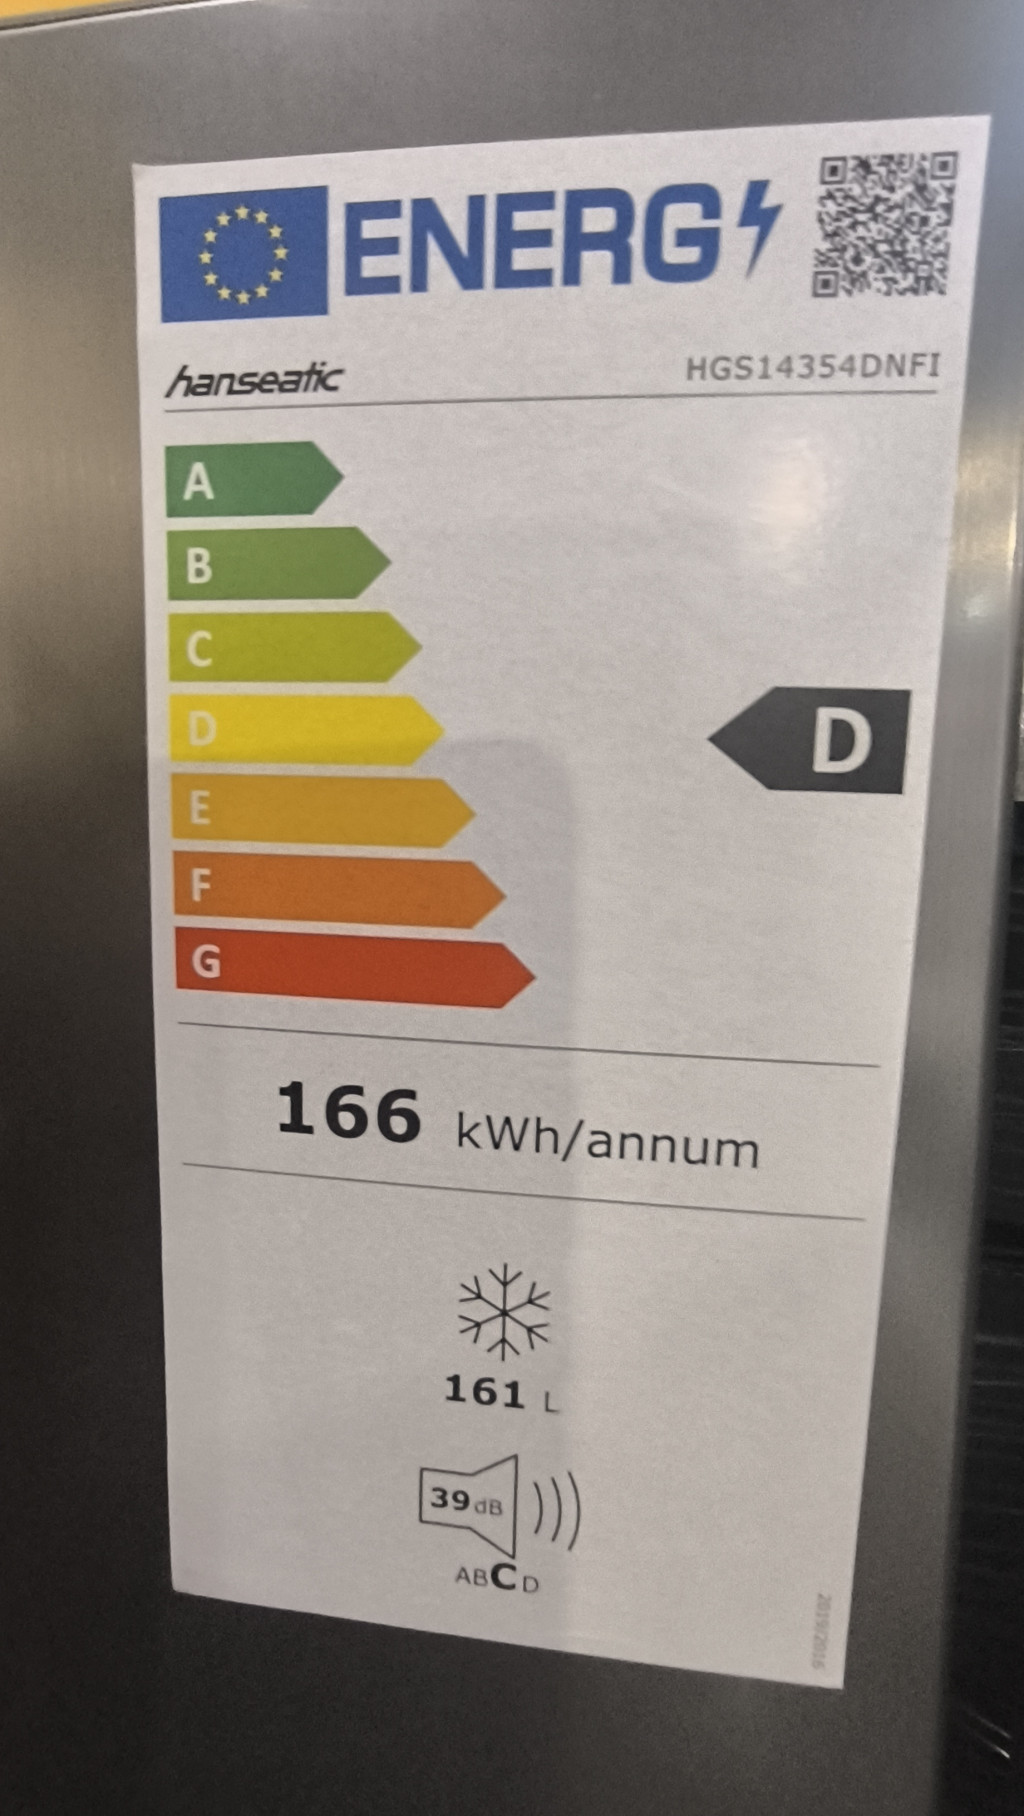 ENERG
hanseatic HGS14354DNFI
A
B
C
D
D
E
F
G
166 kWh/annum
161 L
39 dB
ABCD
2019/2016